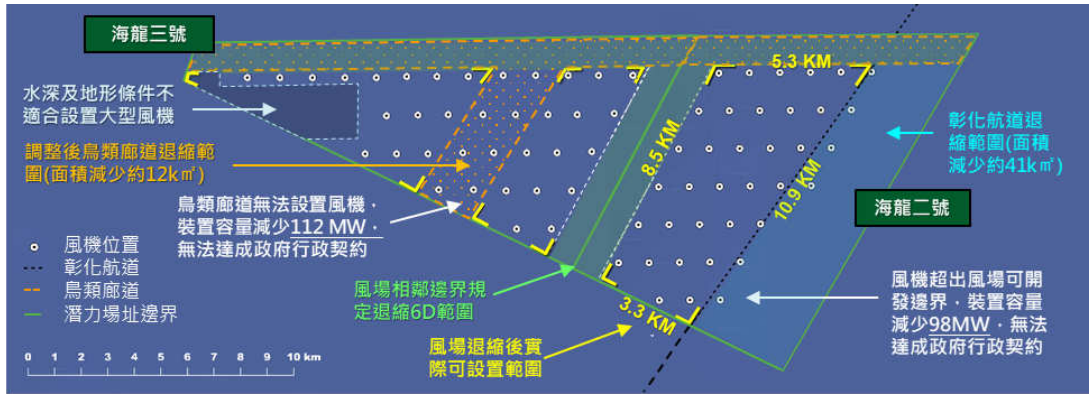 海龍三號
5.3 KM
水深及地形條件不
適合設置大型風機
彰化航道退
縮範圍(面積
減少約41k㎡)
調整後鳥類廊道退縮範
圍(面積減少約12k㎡)
8.5 KM
10.9 KM
海龍二號
鳥類廊道無法設置風機，
裝置容量減少112 MW，
無法達成政府行政契約
風機位置
彰化航道
鳥類廊道
潛力場址邊界
風場相鄰邊界規
定退縮6D範圍
3.3 KM
風機超出風場可開
發邊界，裝置容量
減少98MW，無法
達成政府行政契約
風場退縮後實
際可設置範圍
0 1 2 3 4 5 6 7 8 9 10 km